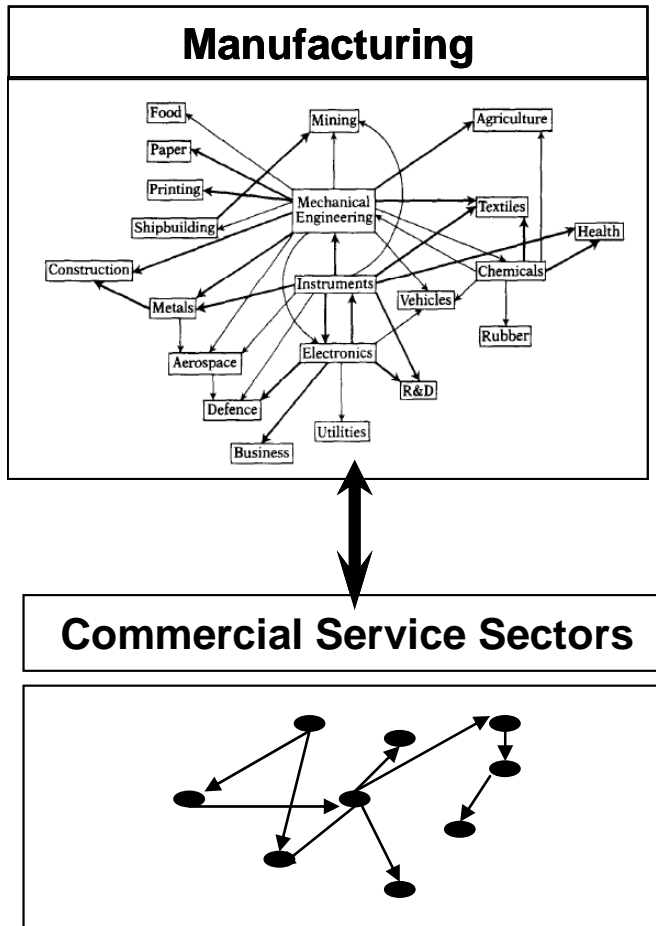 Manufacturing
Food
Mining
Agriculture
Paper
Printing
Mechanical
Engineering
Textiles
Shipbuilding
Health
Construction
Chemicals
Instruments
Vehicles
Metals
Rubber
Electronics
Aerospace
R&D
Defence
Utilities
Business
Commercial Service Sectors